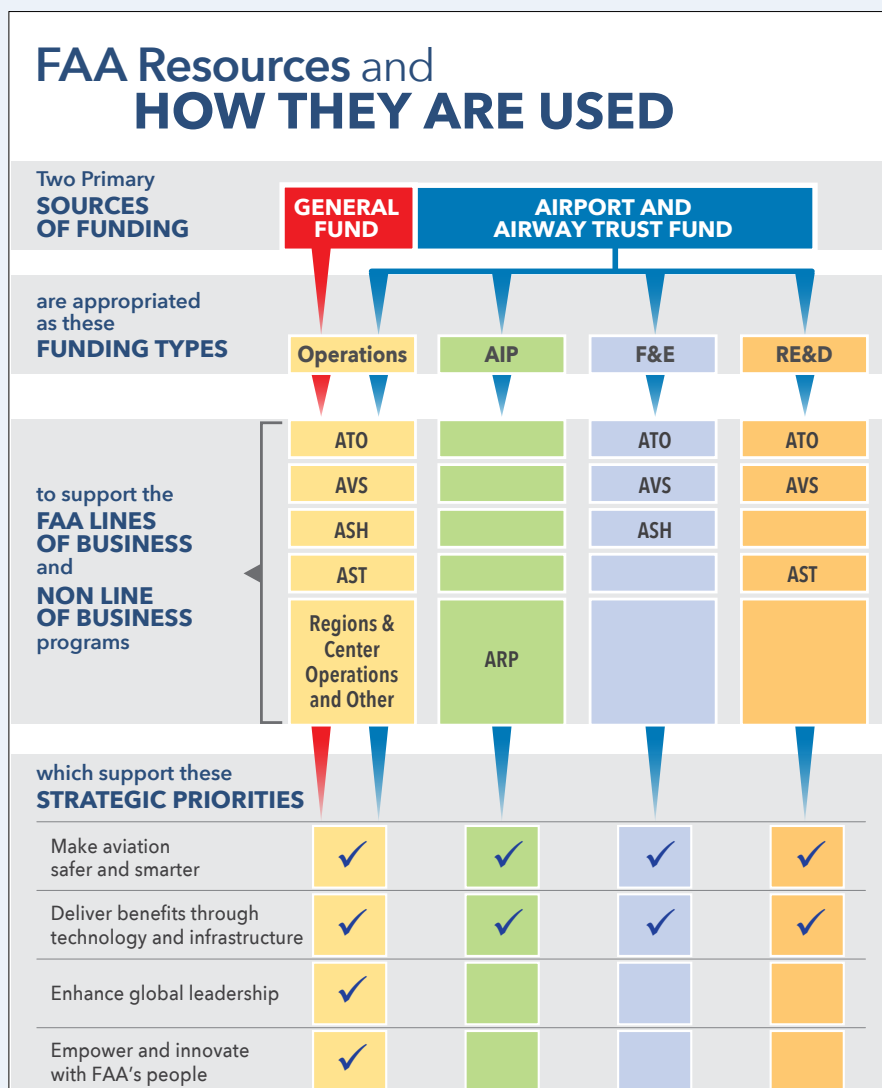 FAA Resources and
HOW THEY ARE USED
Two Primary
SOURCES
OF FUNDING
GENERAL
FUND
AIRPORT AND
AIRWAY TRUST FUND
are appropriated
as these
FUNDING TYPES
Operations
AIP
F&E
RE&D
to support the
FAA LINES
OF BUSINESS
and
NON LINE
OF BUSINESS
programs
ATO
ATO
ATO
AVS
AVS
AVS
ASH
ASH
AST
AST
Regions &
Center
Operations
and Other
ARP
which support these
STRATEGIC PRIORITIES
Make aviation
safer and smarter
Deliver benefits through
technology and infrastructure
Enhance global leadership
Empower and innovate
with FAA's people